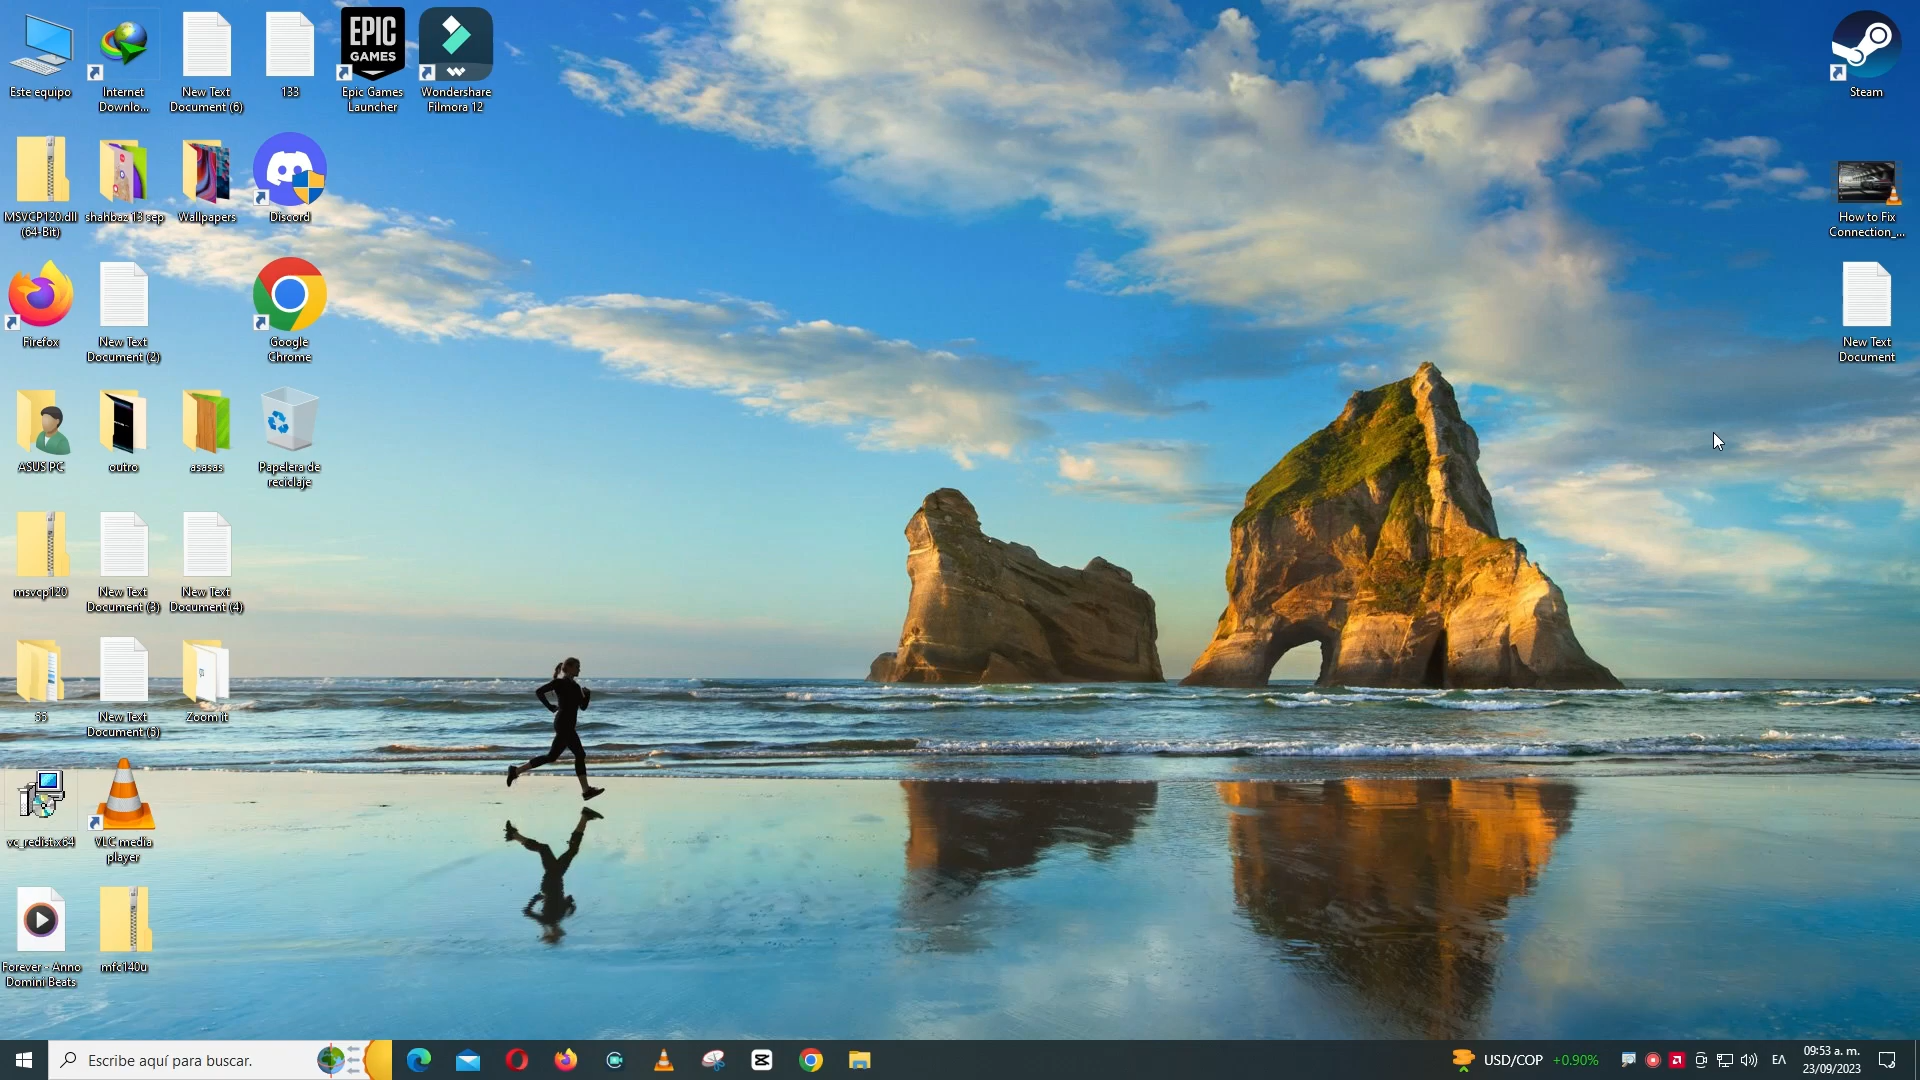 Este equipo
Internet
Downlo...
New Text
Document (6)
133
EPIC
GAMES
Epic Games
Launcher
Wondershare
Filmora 12
Steam
MSVCP120.dll
(64-Bit)
shahbaz 13 sep
Wallpapers
Discord
How to Fix
Connection_...
Firefox
New Text
Document (2)
Google
Chrome
New Text
Document
ASUS PC
outro
asasas
Papelera de
reciclaje
msvcp120
New Text
Document (3)
New Text
Document (4)
55
New Text
Document (5)
Zoom it
vc_redist.x64
VLC media
player
Forever - Anno
Domini Beats
mfc140u
Escribe aquí para buscar.
USD/COP +0.90%
ΕΛ
09:53 a. m.
23/09/2023